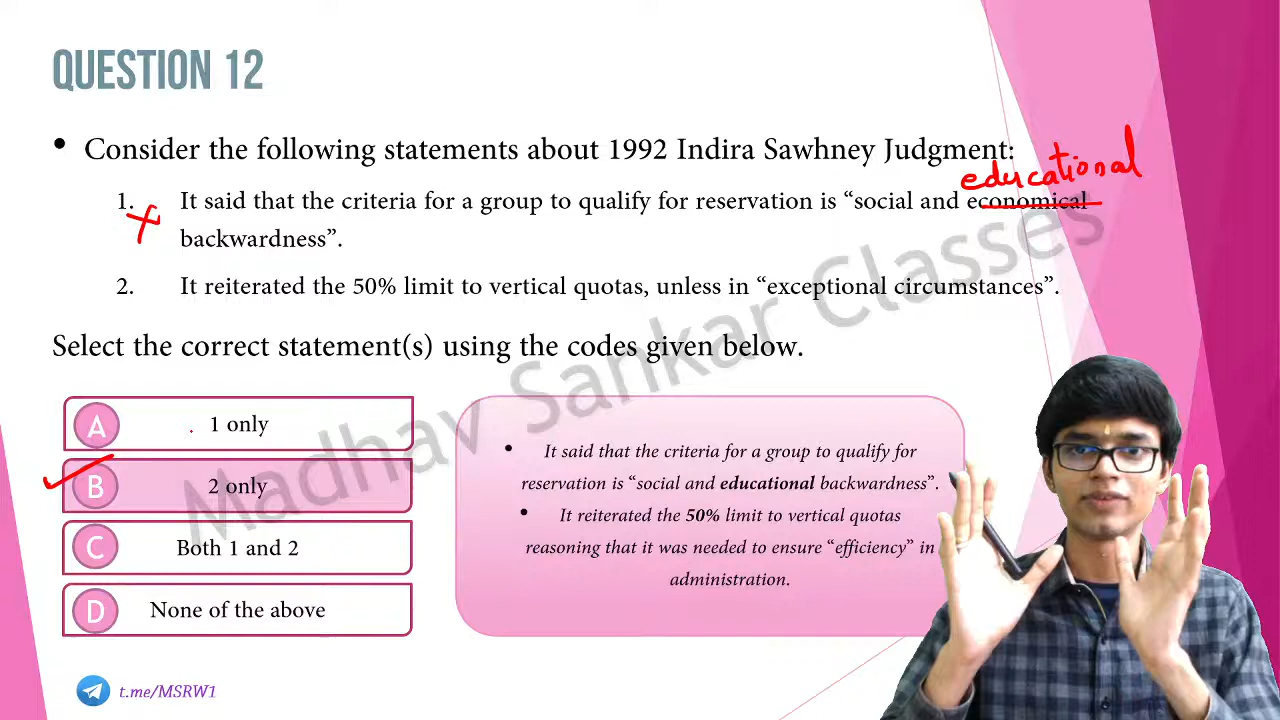 QUESTION 12
• Consider the following statements about 1992 Indira Sawhney Judgment:
educational
1. It said that the criteria for a group to qualify for reservation is “social and economical
backwardness”.
2. It reiterated the 50% limit to vertical quotas, unless in “exceptional circumstances”.
Select the correct statement(s) using the codes given below.
A 1 only
B 2 only
C Both 1 and 2
D None of the above
• It said that the criteria for a group to qualify for
reservation is “social and educational backwardness”.
• It reiterated the 50% limit to vertical quotas
reasoning that it was needed to ensure “efficiency” in
administration.
Madhav Sankar Classes
t.me/MSRW1